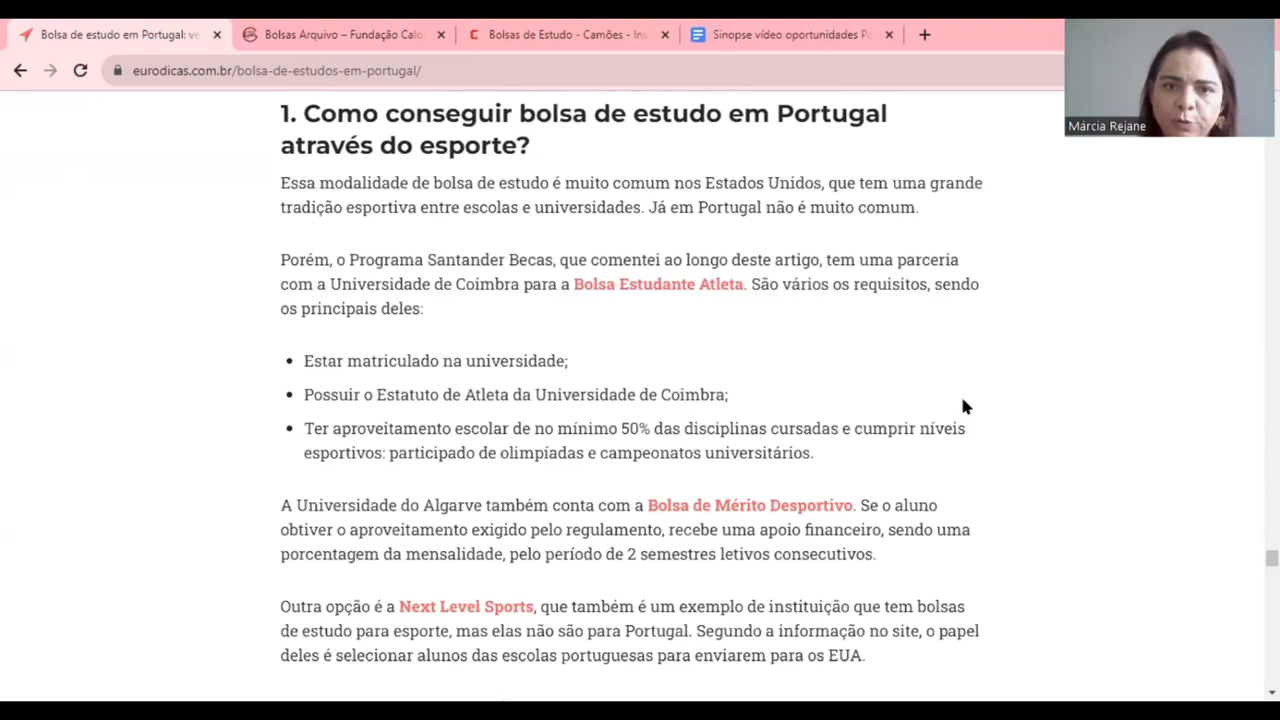 Bolsa de estudo em Portugal: ve
Bolsas Arquivo – Fundação Calo
Bolsas de Estudo - Camões - Ins
Sinopse vídeo oportunidades Po
eurodicas.com.br/bolsa-de-estudos-em-portugal/
Márcia Rejane
1. Como conseguir bolsa de estudo em Portugal
através do esporte?
Essa modalidade de bolsa de estudo é muito comum nos Estados Unidos, que tem uma grande
tradição esportiva entre escolas e universidades. Já em Portugal não é muito comum.
Porém, o Programa Santander Becas, que comentei ao longo deste artigo, tem uma parceria
com a Universidade de Coimbra para a Bolsa Estudante Atleta. São vários os requisitos, sendo
os principais deles:
• Estar matriculado na universidade;
• Possuir o Estatuto de Atleta da Universidade de Coimbra;
• Ter aproveitamento escolar de no mínimo 50% das disciplinas cursadas e cumprir níveis
esportivos: participado de olimpíadas e campeonatos universitários.
A Universidade do Algarve também conta com a Bolsa de Mérito Desportivo. Se o aluno
obtiver o aproveitamento exigido pelo regulamento, recebe uma apoio financeiro, sendo uma
porcentagem da mensalidade, pelo período de 2 semestres letivos consecutivos.
Outra opção é a Next Level Sports, que também é um exemplo de instituição que tem bolsas
de estudo para esporte, mas elas não são para Portugal. Segundo a informação no site, o papel
deles é selecionar alunos das escolas portuguesas para enviarem para os EUA.